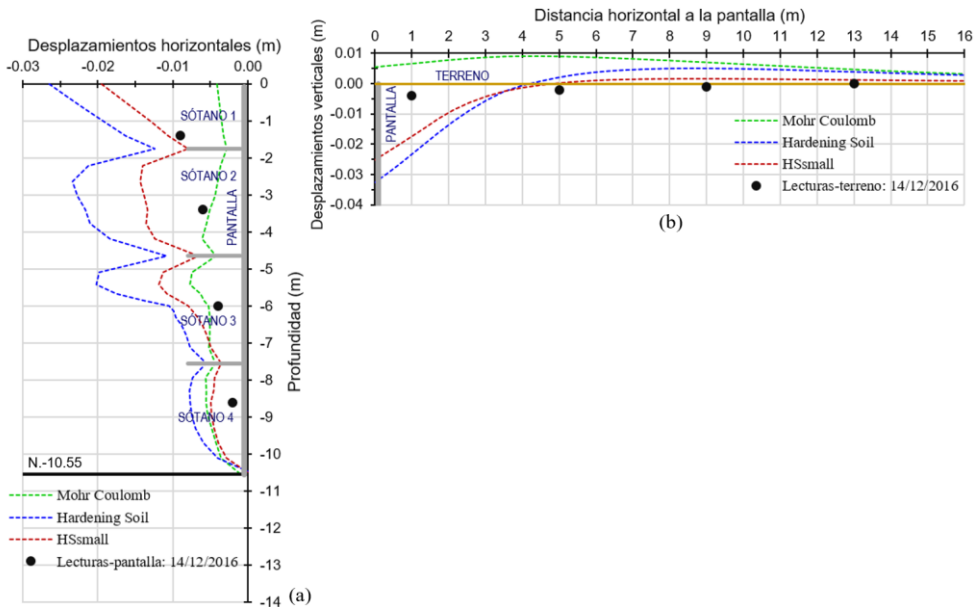 Desplazamientos horizontales (m)
-0.03 -0.02 -0.01 0.00
0
-1
-2
-3
-4
-5
-6
-7
-8
-9
-10
-11
-12
-13
-14
Profundidad (m)
SÓTANO 1
SÓTANO 2
PANTALLA
SÓTANO 3
SÓTANO 4
N.-10.55
Mohr Coulomb
Hardening Soil
HSsmall
Lecturas-pantalla: 14/12/2016
(a)
Distancia horizontal a la pantalla (m)
0 1 2 3 4 5 6 7 8 9 10 11 12 13 14 15 16
Desplazamientos verticales (m)
0.01
0.00
-0.01
-0.02
-0.03
-0.04
TERRENO
PANTALLA
Mohr Coulomb
Hardening Soil
HSsmall
Lecturas-terreno: 14/12/2016
(b)